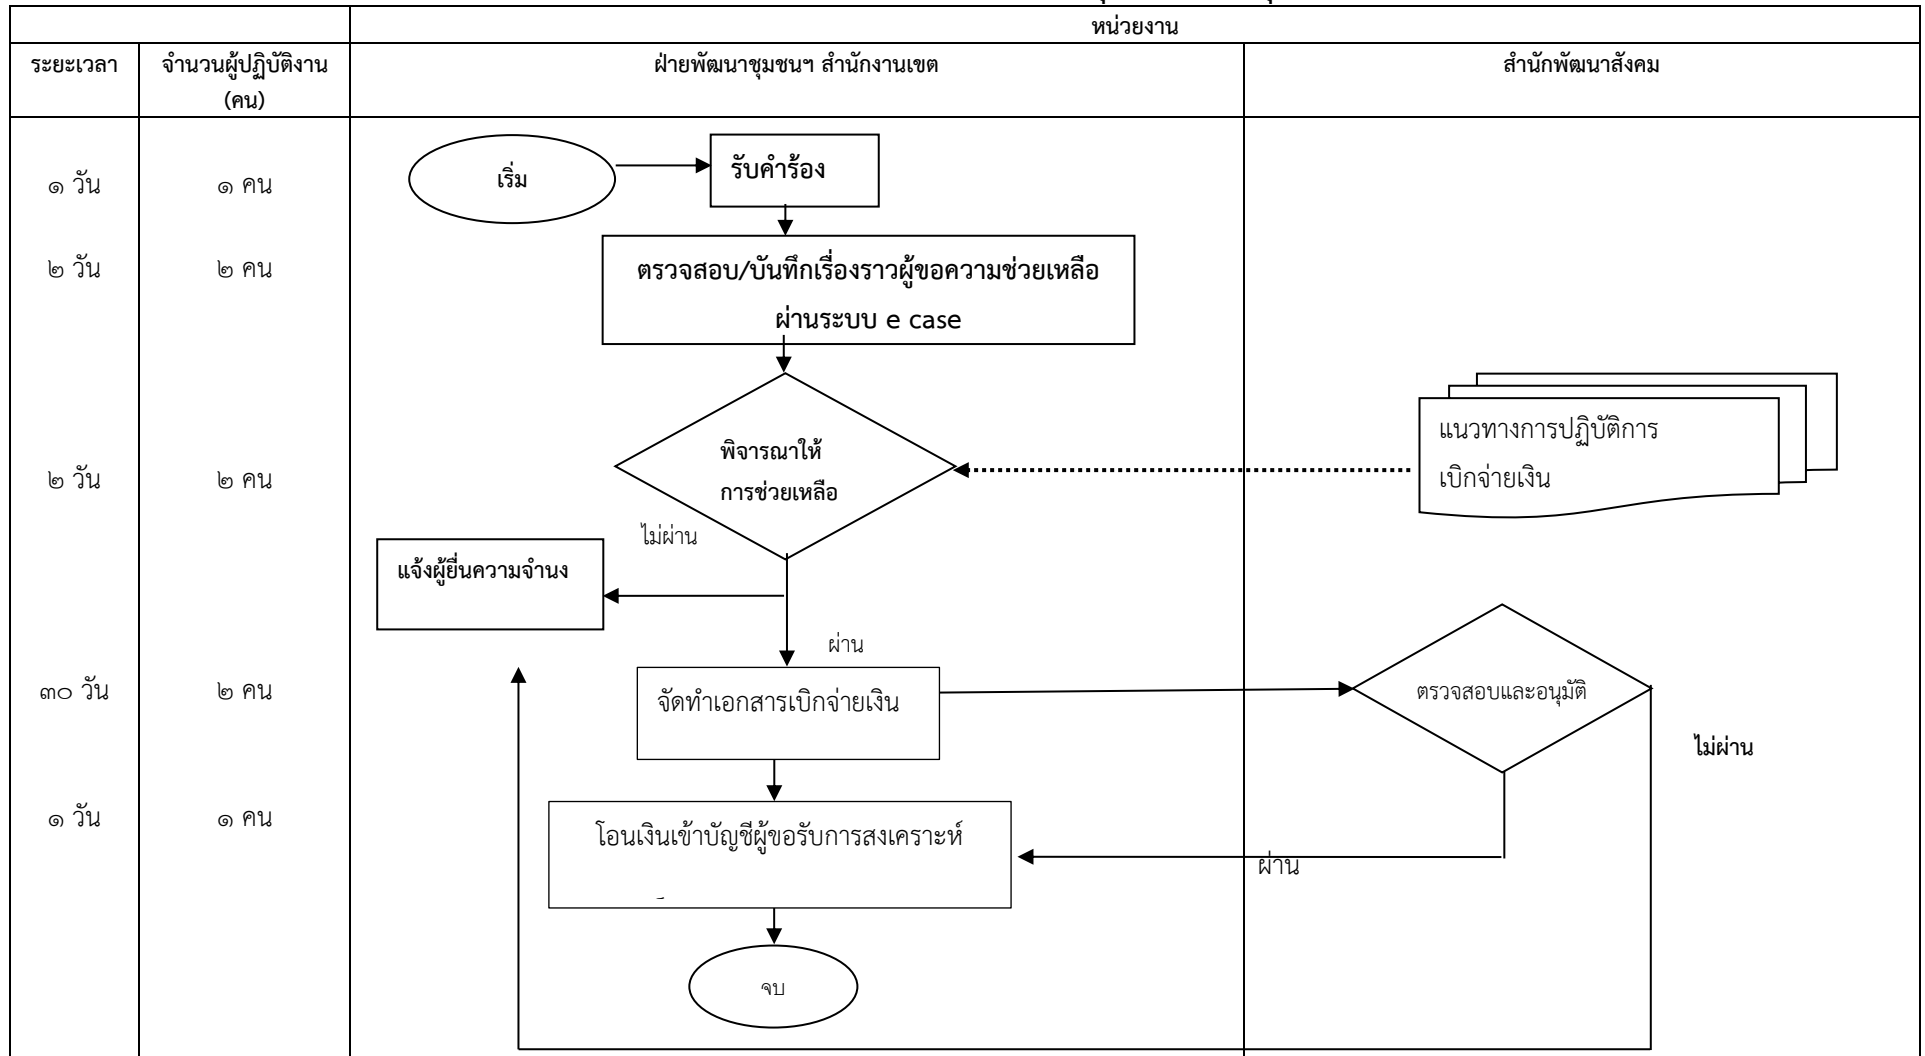 หน่วยงาน
ระยะเวลา
จำนวนผู้ปฏิบัติงาน
(คน)
ฝ่ายพัฒนาชุมชนฯ สำนักงานเขต
สำนักพัฒนาสังคม
๑ วัน
๑ คน
เริ่ม
รับคำร้อง
๒ วัน
๒ คน
ตรวจสอบ/บันทึกเรื่องราวผู้ขอความช่วยเหลือ
ผ่านระบบ e case
๒ วัน
๒ คน
พิจารณาให้
การช่วยเหลือ
แนวทางการปฏิบัติการ
เบิกจ่ายเงิน
ไม่ผ่าน
แจ้งผู้ยื่นความจำนง
ผ่าน
๓๐ วัน
๒ คน
จัดทำเอกสารเบิกจ่ายเงิน
ตรวจสอบและอนุมัติ
ไม่ผ่าน
๑ วัน
๑ คน
โอนเงินเข้าบัญชีผู้ขอรับการสงเคราะห์
ผ่าน
จบ